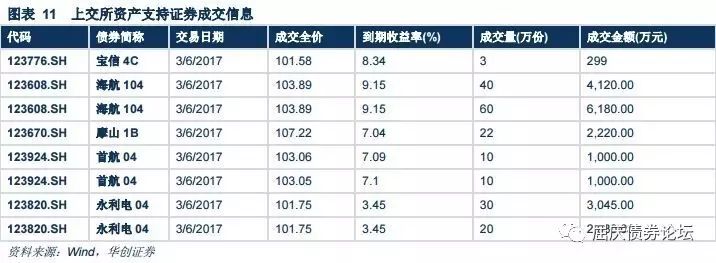 图表 11 上交所资产支持证券成交信息
代码 债券简称 交易日期 成交全价 到期收益率(%) 成交量(万份) 成交金额(万元)
123776.SH 宝信 4C 3/6/2017 101.58 8.34 3 299
123608.SH 海航 104 3/6/2017 103.89 9.15 40 4,120.00
123608.SH 海航 104 3/6/2017 103.89 9.15 60 6,180.00
123670.SH 摩山 1B 3/6/2017 107.22 7.04 22 2,220.00
123924.SH 首航 04 3/6/2017 103.06 7.09 10 1,000.00
123924.SH 首航 04 3/6/2017 103.05 7.1 10 1,000.00
123820.SH 永利电 04 3/6/2017 101.75 3.45 30 3,045.00
123820.SH 永利电 04 3/6/2017 101.75 3.45 20
屈庆债券论坛
资料来源：Wind，华创证券